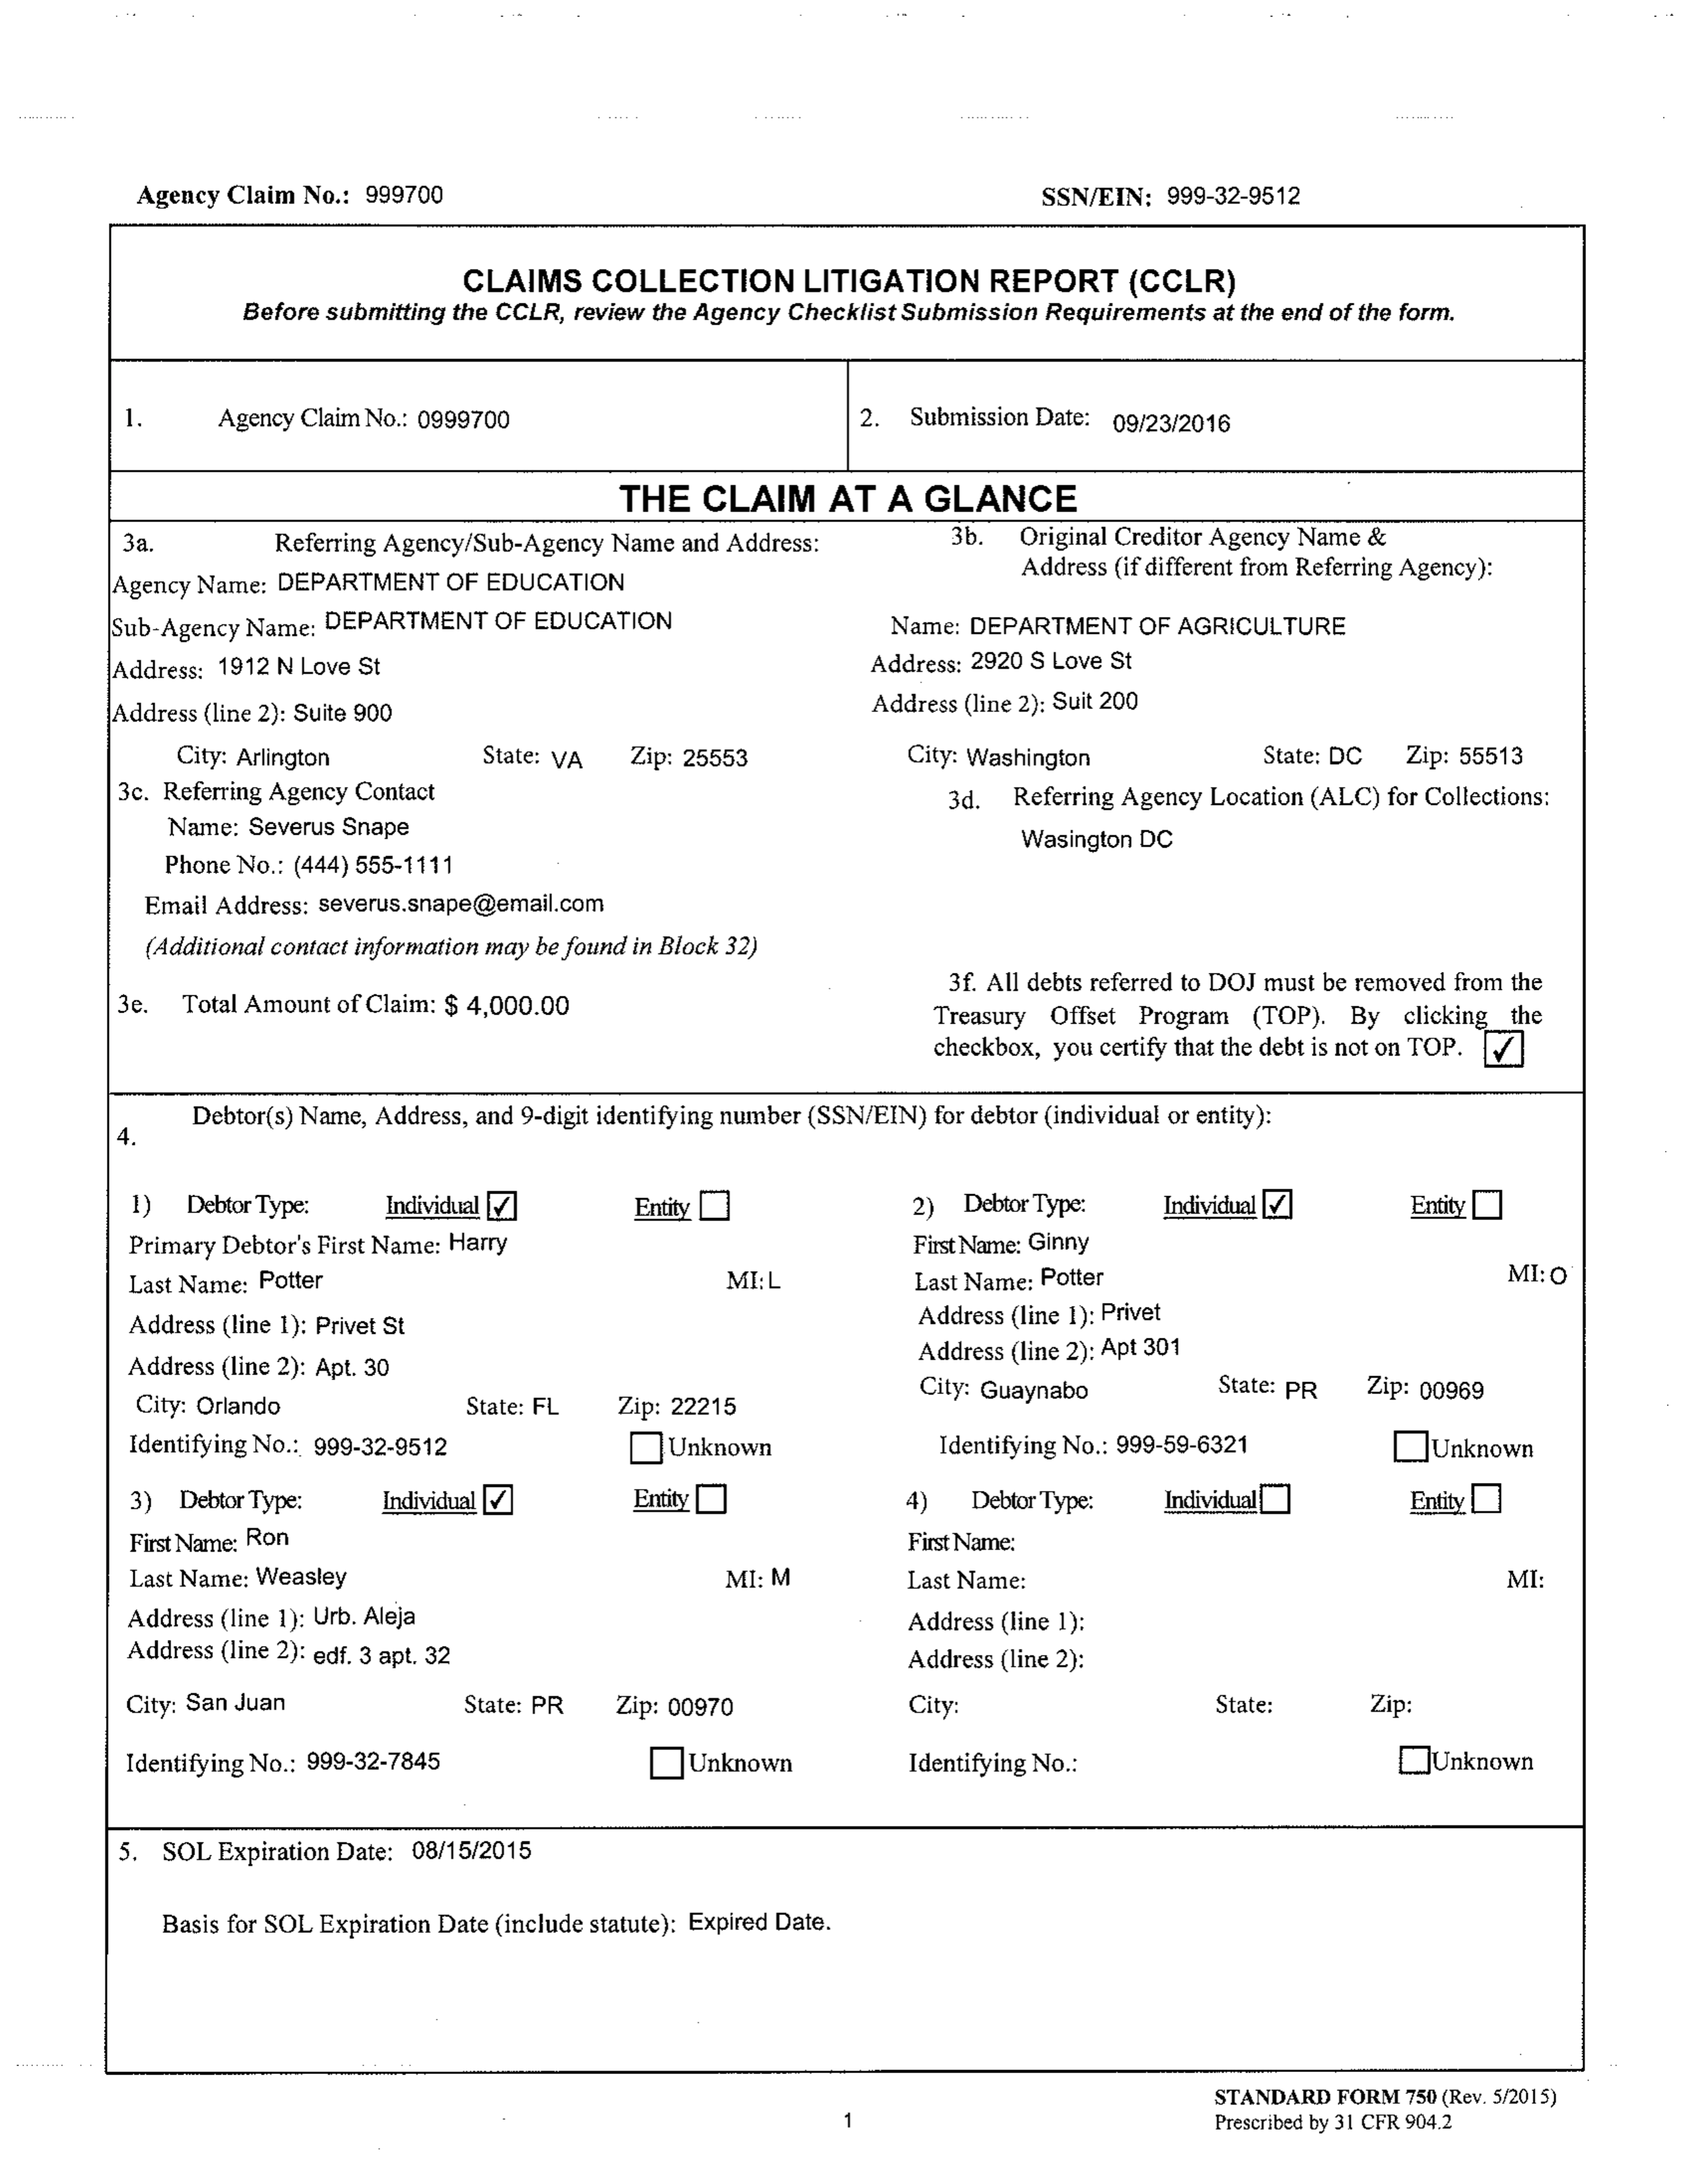 Agency Claim No.: 999700 SSN/EIN: 999-32-9512
CLAIMS COLLECTION LITIGATION REPORT (CCLR)
Before submitting the CCLR, review the Agency Checklist Submission Requirements at the end of the form.
1. Agency Claim No.: 0999700 2. Submission Date: 09/23/2016
THE CLAIM AT A GLANCE
3a. Referring Agency/Sub-Agency Name and Address:
Agency Name: DEPARTMENT OF EDUCATION
Sub-Agency Name: DEPARTMENT OF EDUCATION
Address: 1912 N Love St
Address (line 2): Suite 900
City: Arlington State: VA Zip: 25553
3b. Original Creditor Agency Name &
Address (if different from Referring Agency):
Name: DEPARTMENT OF AGRICULTURE
Address: 2920 S Love St
Address (line 2): Suit 200
City: Washington State: DC Zip: 55513
3c. Referring Agency Contact
Name: Severus Snape
Phone No.: (444) 555-1111
Email Address: severus.snape@email.com
(Additional contact information may be found in Block 32)
3d. Referring Agency Location (ALC) for Collections:
Wasington DC
3e. Total Amount of Claim: $ 4,000.00
3f. All debts referred to DOJ must be removed from the
Treasury Offset Program (TOP). By clicking the
checkbox, you certify that the debt is not on TOP. ✓
4. Debtor(s) Name, Address, and 9-digit identifying number (SSN/EIN) for debtor (individual or entity):
1) Debtor Type: Individual ✓ Entity
Primary Debtor's First Name: Harry
Last Name: Potter MI: L
Address (line 1): Privet St
Address (line 2): Apt. 30
City: Orlando State: FL Zip: 22215
Identifying No.: 999-32-9512 Unknown
2) Debtor Type: Individual ✓ Entity
First Name: Ginny
Last Name: Potter MI: O
Address (line 1): Privet
Address (line 2): Apt 301
City: Guaynabo State: PR Zip: 00969
Identifying No.: 999-59-6321 Unknown
3) Debtor Type: Individual ✓ Entity
First Name: Ron
Last Name: Weasley MI: M
Address (line 1): Urb. Aleja
Address (line 2): edf. 3 apt. 32
City: San Juan State: PR Zip: 00970
Identifying No.: 999-32-7845 Unknown
4) Debtor Type: Individual Entity
First Name:
Last Name: MI:
Address (line 1):
Address (line 2):
City: State: Zip:
Identifying No.: Unknown
5. SOL Expiration Date: 08/15/2015
Basis for SOL Expiration Date (include statute): Expired Date.
STANDARD FORM 750 (Rev. 5/2015)
Prescribed by 31 CFR 904.2
1